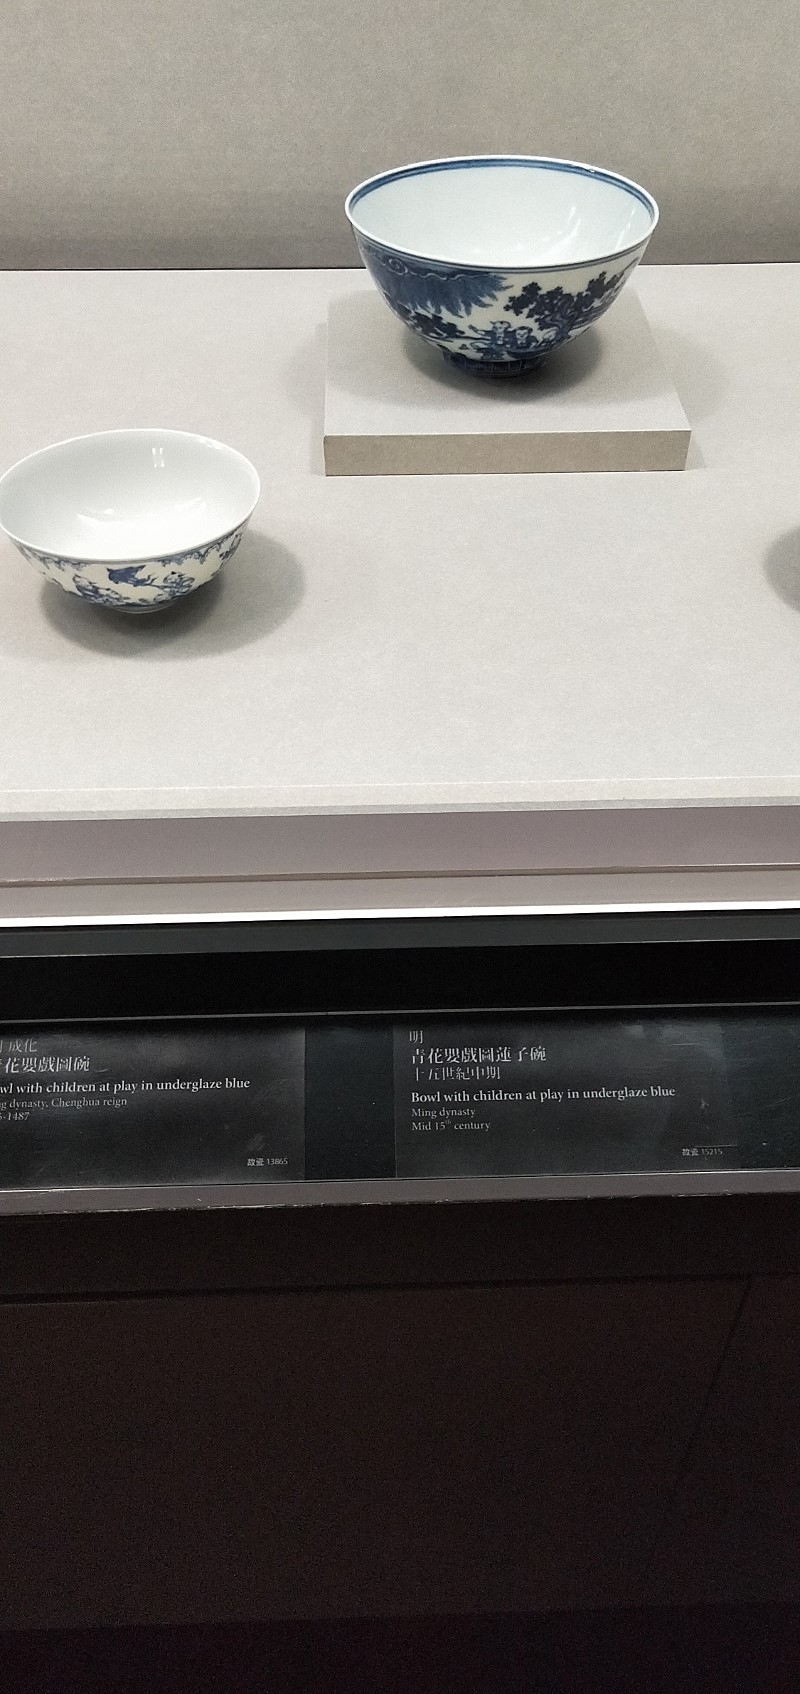 成化
花嬰戲圖碗
wl with children at play in underglaze blue
g dynasty, Chenghua reign
-1487
故瓷 13865
明
青花嬰戲圖蓮子碗
十五世紀中期
Bowl with children at play in underglaze blue
Ming dynasty
Mid 15th century
故瓷 15215